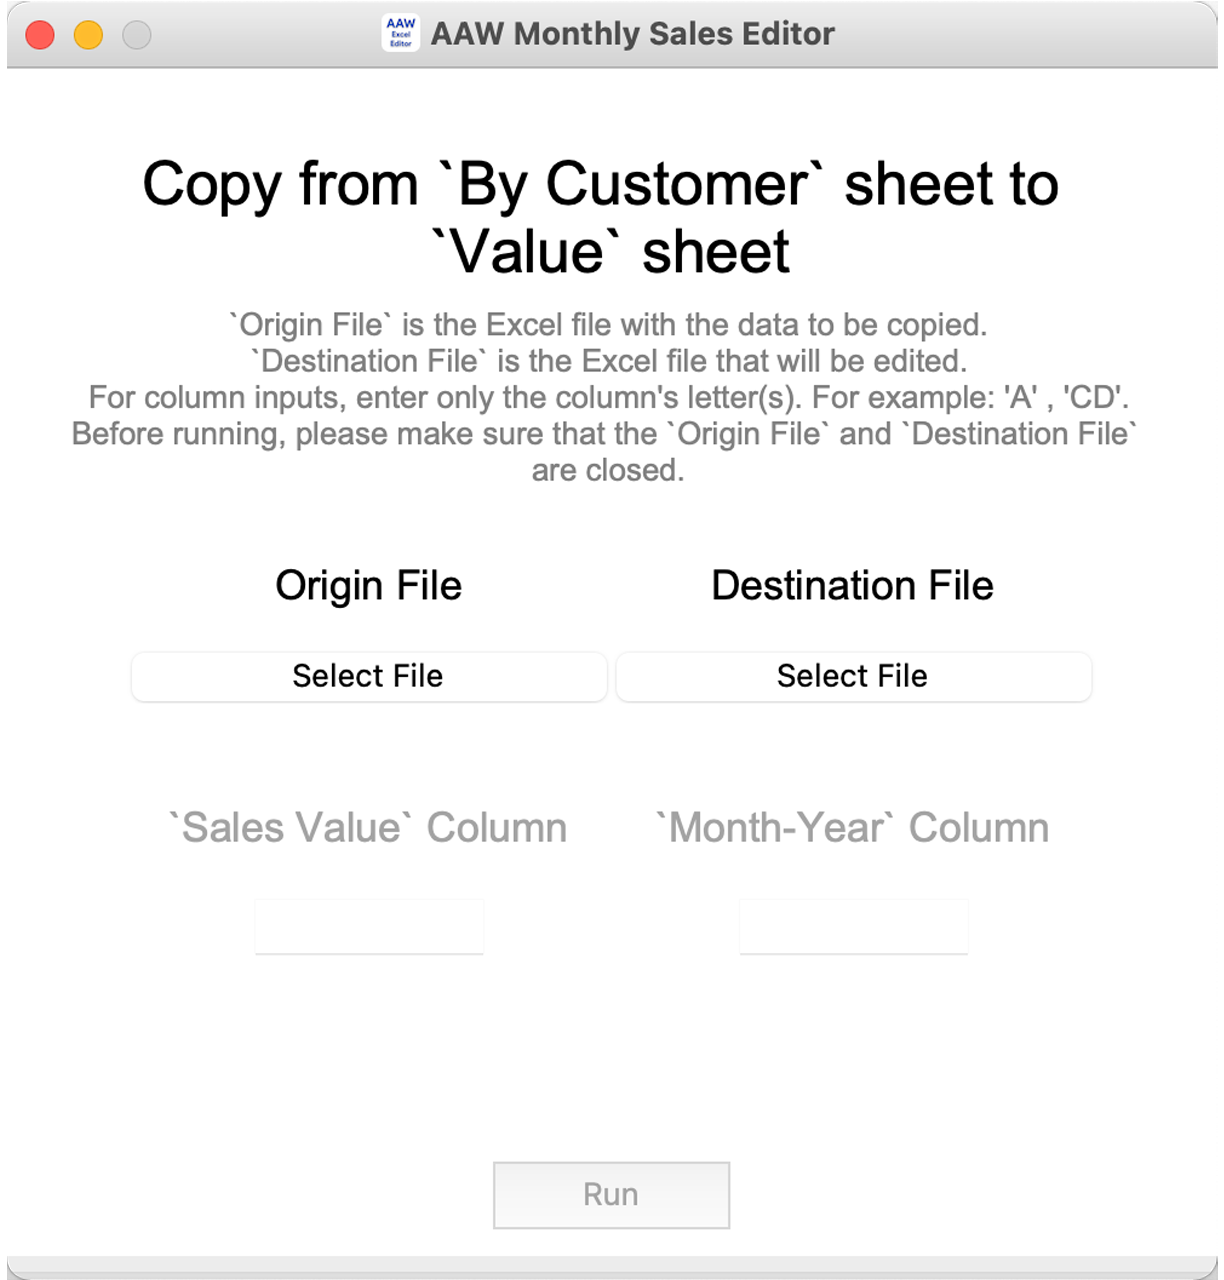 AAW
Excel
Editor
AAW Monthly Sales Editor
Copy from `By Customer` sheet to
`Value` sheet
`Origin File` is the Excel file with the data to be copied.
`Destination File` is the Excel file that will be edited.
For column inputs, enter only the column's letter(s). For example: 'A' , 'CD'.
Before running, please make sure that the `Origin File` and `Destination File`
are closed.
Origin File
Destination File
Select File
Select File
`Sales Value` Column
`Month-Year` Column
Run